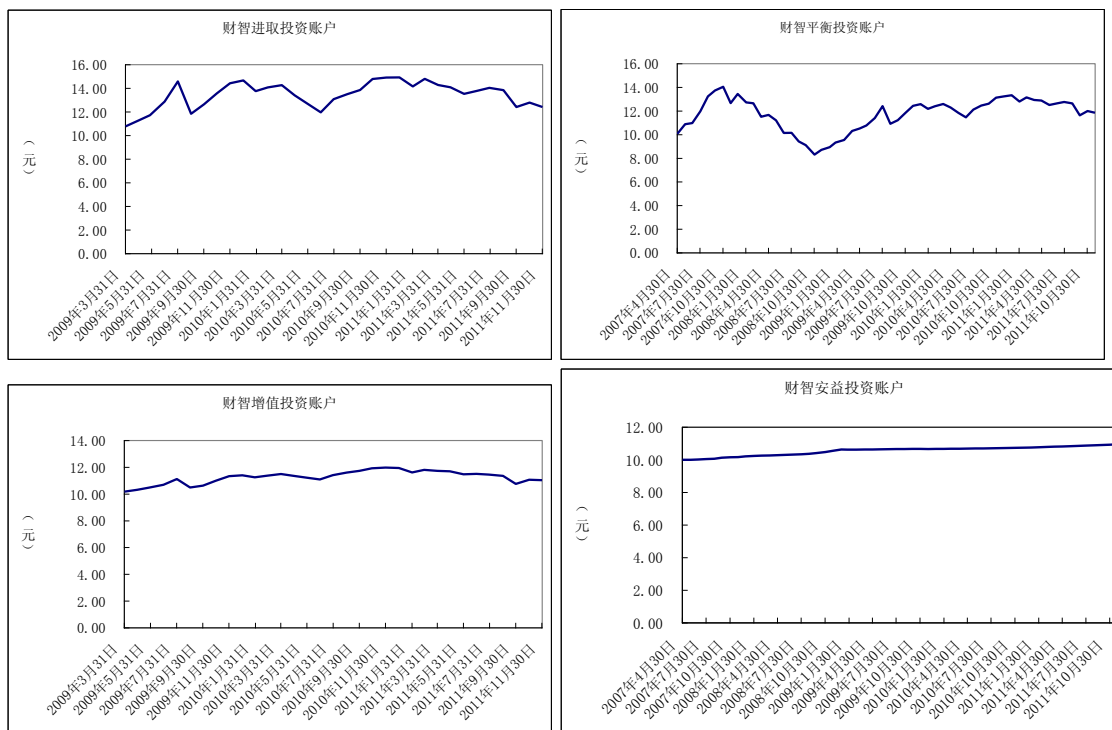 财智进取投资账户
16.00
14.00
12.00
10.00
8.00
6.00
4.00
2.00
0.00
（元）
2009年3月31日
2009年5月31日
2009年7月31日
2009年9月30日
2009年11月30日
2010年1月31日
2010年3月31日
2010年5月31日
2010年7月31日
2010年9月30日
2010年11月30日
2011年1月31日
2011年3月31日
2011年5月31日
2011年7月31日
2011年9月30日
2011年11月30日
财智平衡投资账户
16.00
14.00
12.00
10.00
8.00
6.00
4.00
2.00
0.00
（元）
2007年4月30日
2007年7月30日
2007年10月30日
2008年1月30日
2008年4月30日
2008年7月30日
2008年10月30日
2009年1月30日
2009年4月30日
2009年7月30日
2009年10月30日
2010年1月30日
2010年4月30日
2010年7月30日
2010年10月30日
2011年1月30日
2011年4月30日
2011年7月30日
2011年10月30日
财智增值投资账户
14.00
12.00
10.00
8.00
6.00
4.00
2.00
0.00
（元）
2009年3月31日
2009年5月31日
2009年7月31日
2009年9月30日
2009年11月30日
2010年1月31日
2010年3月31日
2010年5月31日
2010年7月31日
2010年9月30日
2010年11月30日
2011年1月31日
2011年3月31日
2011年5月31日
2011年7月31日
2011年9月30日
2011年11月30日
财智安益投资账户
12.00
10.00
8.00
6.00
4.00
2.00
0.00
（元）
2007年4月30日
2007年7月30日
2007年10月30日
2008年1月30日
2008年4月30日
2008年7月30日
2008年10月30日
2009年1月30日
2009年4月30日
2009年7月30日
2009年10月30日
2010年1月30日
2010年4月30日
2010年7月30日
2010年10月30日
2011年1月30日
2011年4月30日
2011年7月30日
2011年10月30日